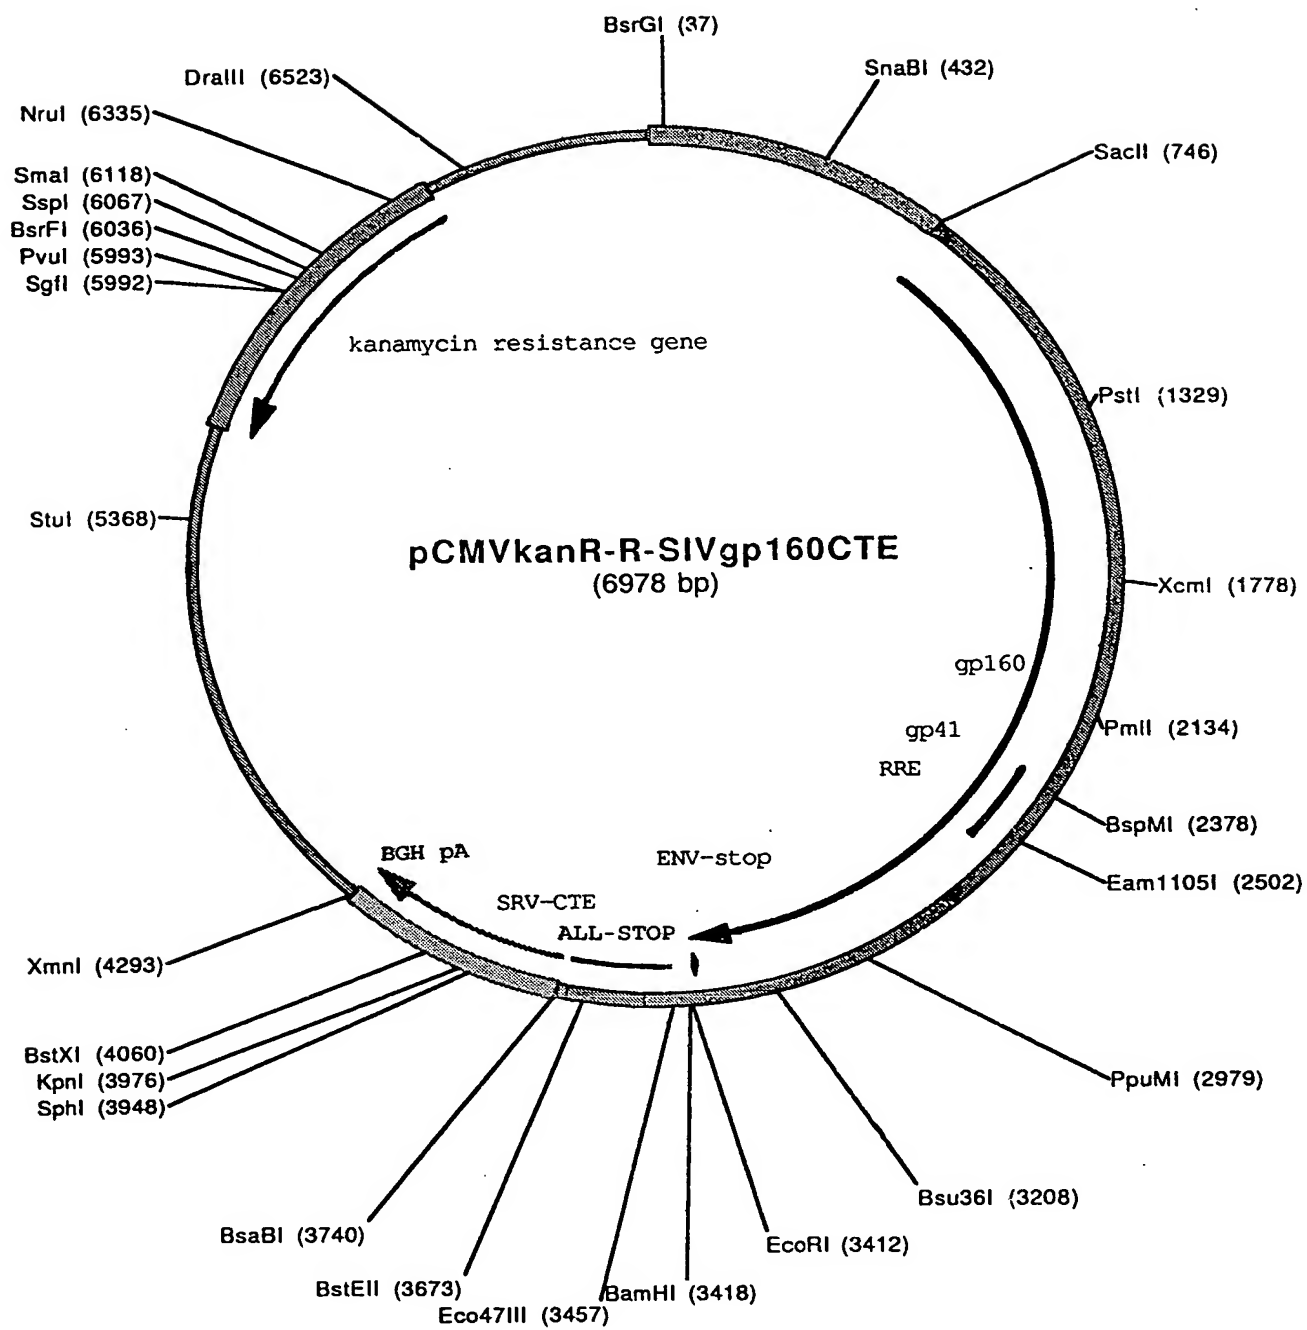 BsrGI (37)
SnaBI (432)
DraIII (6523)
NruI (6335)
SacII (746)
SmaI (6118)
SspI (6067)
BsrFI (6036)
PvuI (5993)
SgfI (5992)
kanamycin resistance gene
PstI (1329)
StuI (5368)
pCMVkanR-R-SIVgp160CTE
(6978 bp)
XcmI (1778)
gp160
gp41
PmlI (2134)
RRE
BspMI (2378)
BGH pA
ENV-stop
Eam1105I (2502)
SRV-CTE
ALL-STOP
XmnI (4293)
BstXI (4060)
KpnI (3976)
PpuMI (2979)
SphI (3948)
Bsu36I (3208)
BsaBI (3740)
EcoRI (3412)
BstEII (3673)
BamHI (3418)
Eco47III (3457)